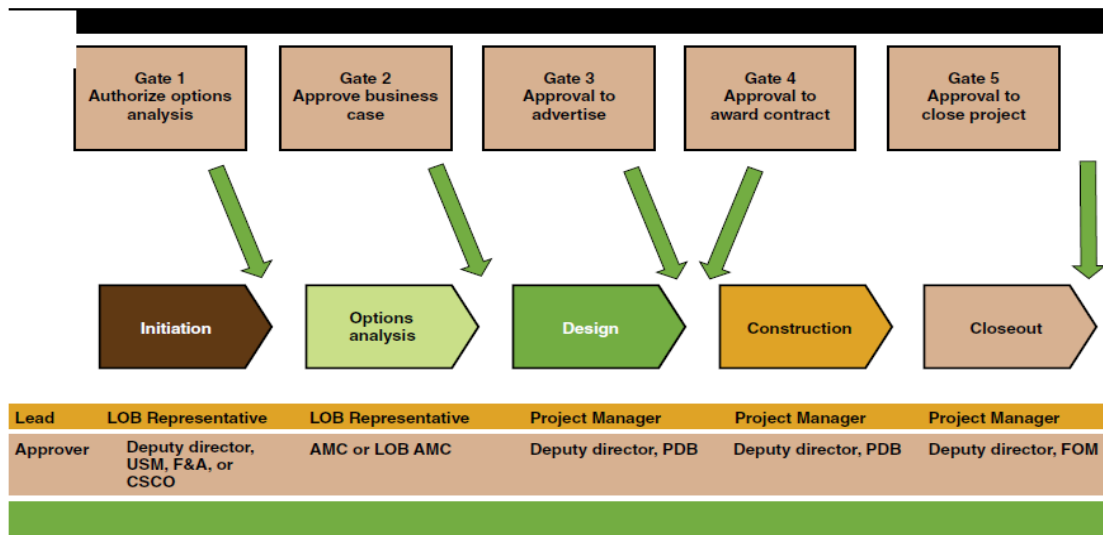 Gate 1
Authorize options
analysis
Gate 2
Approve business
case
Gate 3
Approval to
advertise
Gate 4
Approval to
award contract
Gate 5
Approval to
close project
Initiation
Options
analysis
Design
Construction
Closeout
Lead
LOB Representative
LOB Representative
Project Manager
Project Manager
Project Manager
Approver
Deputy director,
USM, F&A, or
CSCO
AMC or LOB AMC
Deputy director, PDB
Deputy director, PDB
Deputy director, FOM